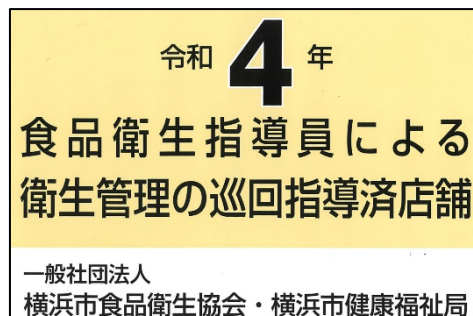 令和4年
食品衛生指導員による
衛生管理の巡回指導済店舗
一般社団法人
横浜市食品衛生協会・横浜市健康福祉局